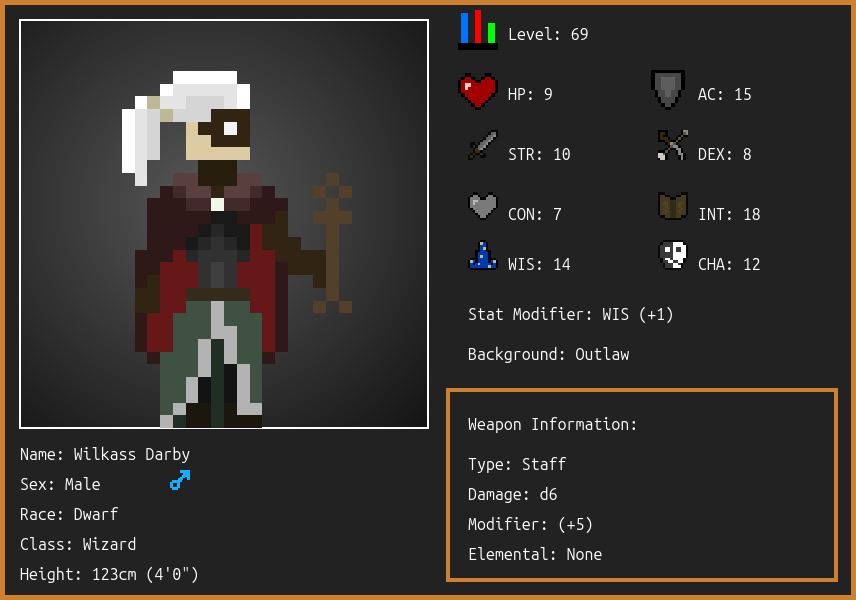 Level: 69
HP: 9
AC: 15
STR: 10
DEX: 8
CON: 7
INT: 18
WIS: 14
CHA: 12
Stat Modifier: WIS (+1)
Background: Outlaw
Weapon Information:
Type: Staff
Damage: d6
Modifier: (+5)
Elemental: None
Name: Wilkass Darby
Sex: Male
Race: Dwarf
Class: Wizard
Height: 123cm (4'0")